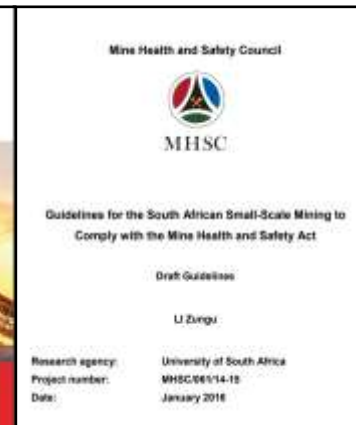 Mine Health and Safety Council
MHSC
Guidelines for the South African Small-Scale Mining to
Comply with the Mine Health and Safety Act
Draft Guidelines
LI Zungu
Research agency: University of South Africa
Project number: MHSC/061/14-15
Date: January 2016